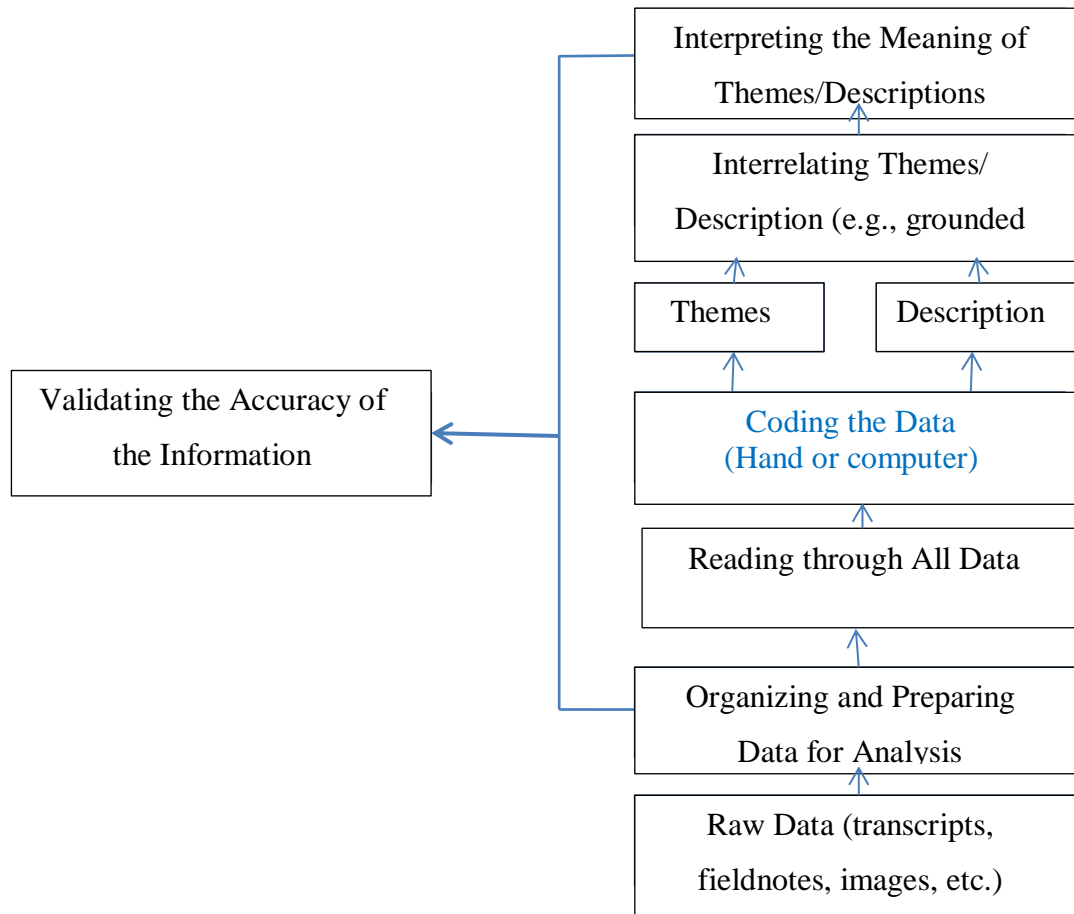 Interpreting the Meaning of
Themes/Descriptions
Interrelating Themes/
Description (e.g., grounded
Themes
Description
Validating the Accuracy of
the Information
Coding the Data
(Hand or computer)
Reading through All Data
Organizing and Preparing
Data for Analysis
Raw Data (transcripts,
fieldnotes, images, etc.)